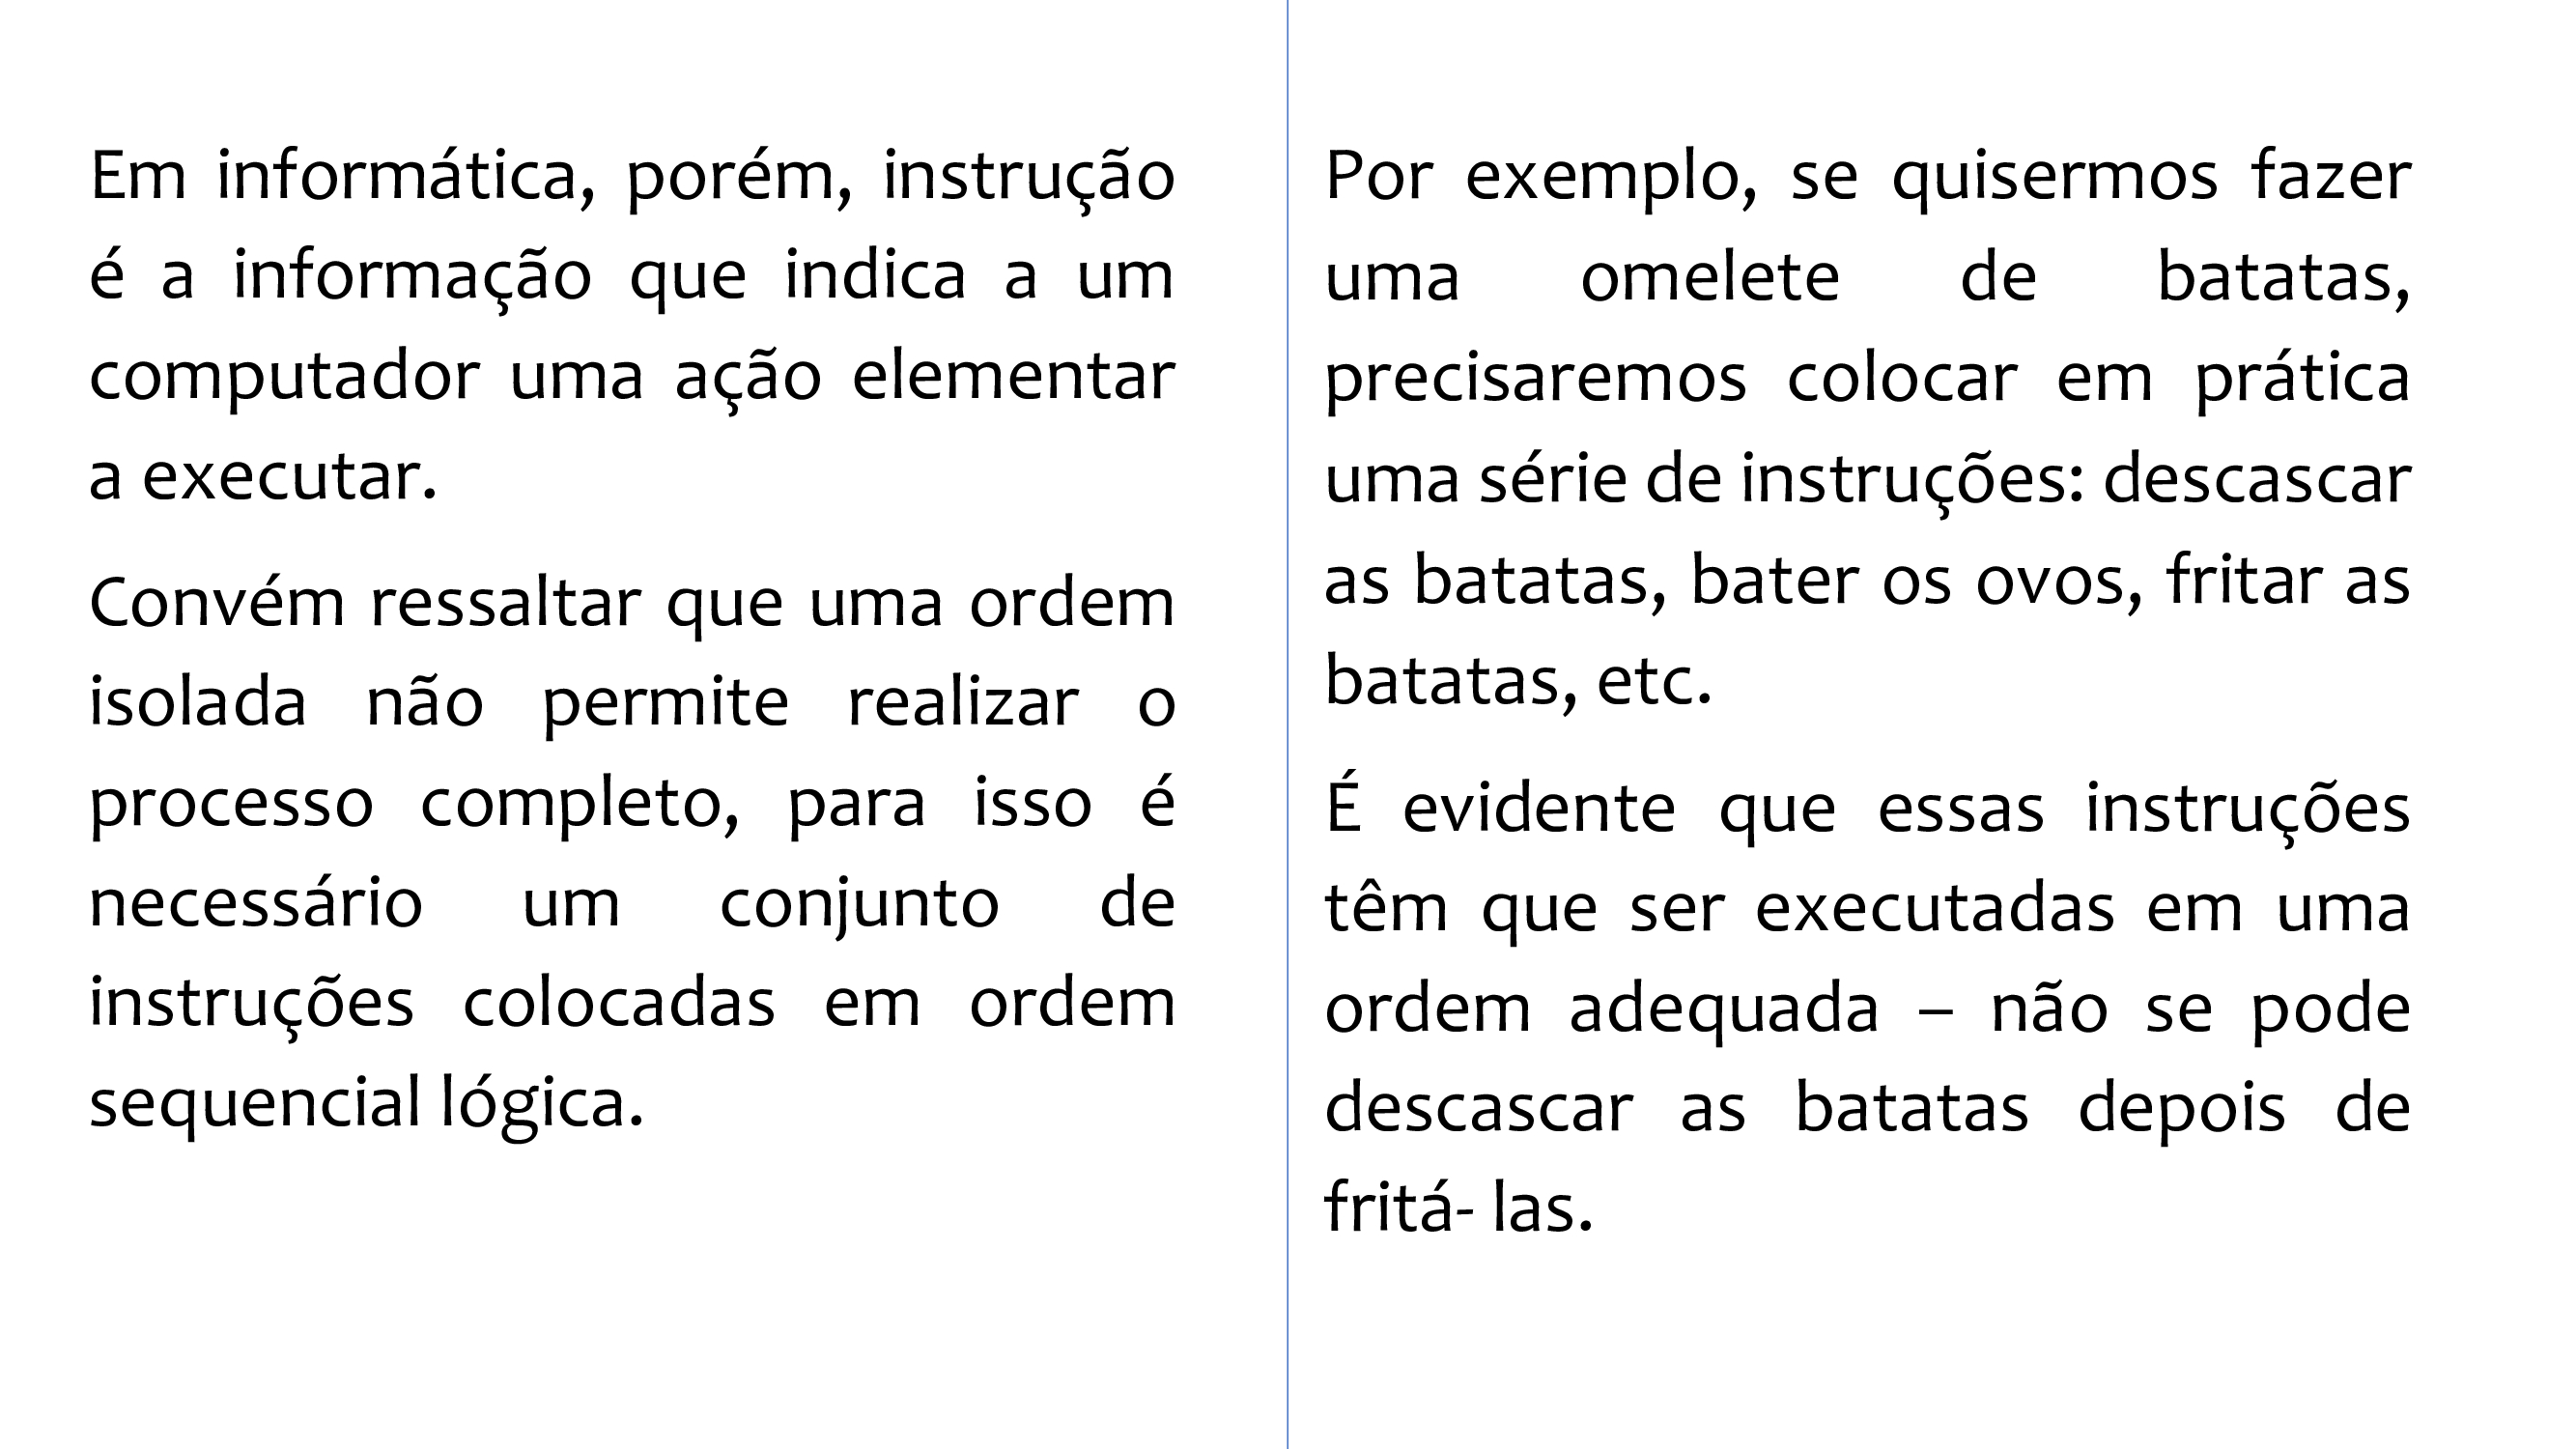 Em informática, porém, instrução
é a informação que indica a um
computador uma ação elementar
a executar.
Convém ressaltar que uma ordem
isolada não permite realizar o
processo completo, para isso é
necessário um conjunto de
instruções colocadas em ordem
sequencial lógica.
Por exemplo, se quisermos fazer
uma omelete de batatas,
precisaremos colocar em prática
uma série de instruções: descascar
as batatas, bater os ovos, fritar as
batatas, etc.
É evidente que essas instruções
têm que ser executadas em uma
ordem adequada – não se pode
descascar as batatas depois de
fritá- las.